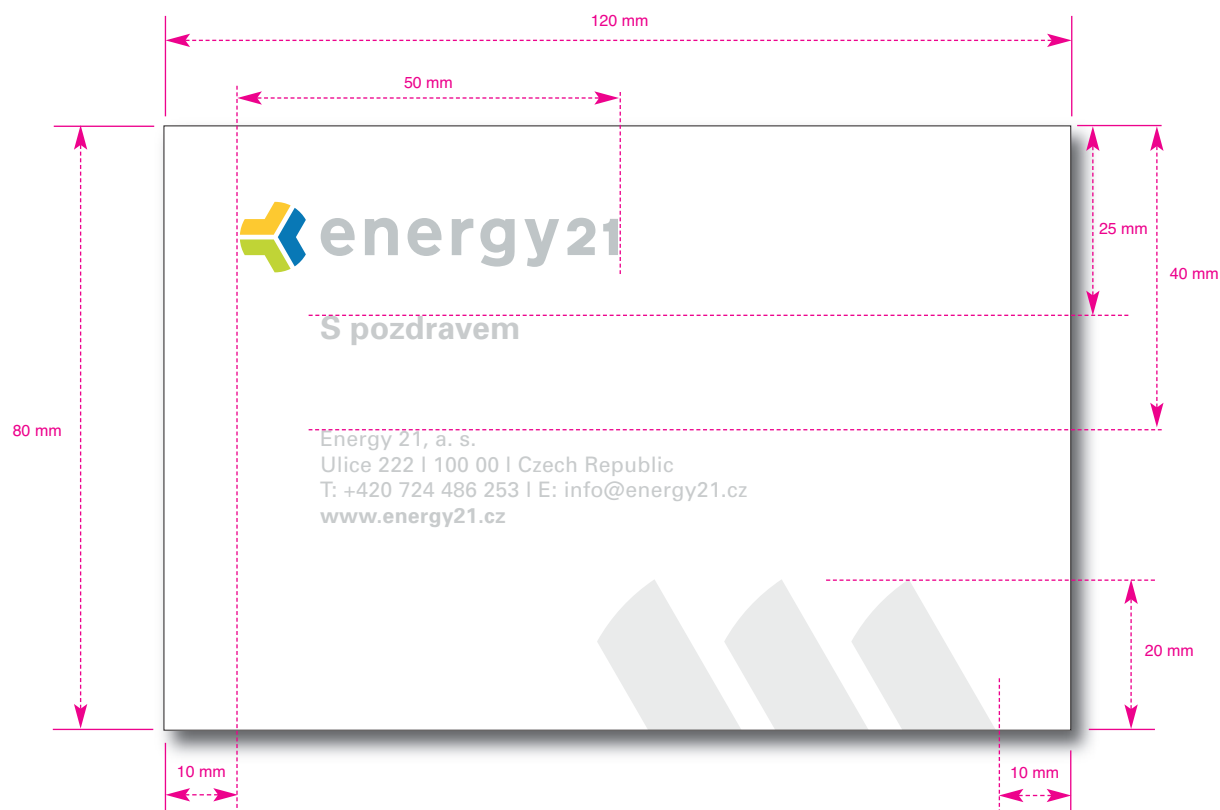 120 mm
50 mm
energy21
25 mm
40 mm
S pozdravem
80 mm
Energy 21, a. s.
Ulice 222 I 100 00 I Czech Republic
T: +420 724 486 253 I E: info@energy21.cz
www.energy21.cz
20 mm
10 mm
10 mm